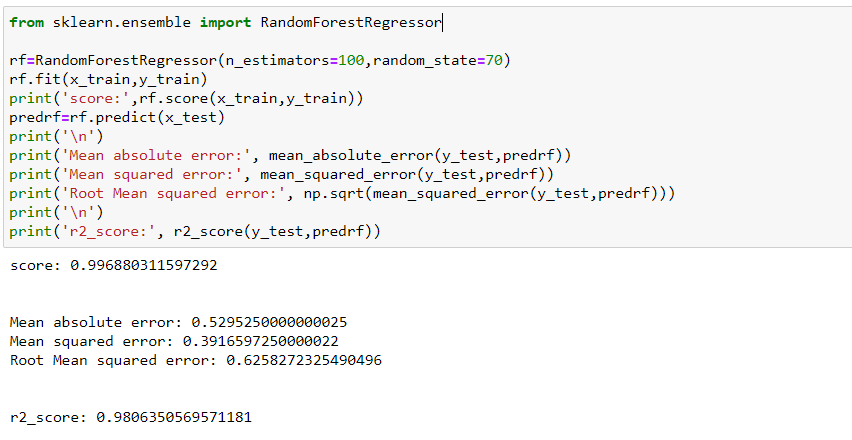 from sklearn.ensemble import RandomForestRegressor
rf=RandomForestRegressor(n_estimators=100,random_state=70)
rf.fit(x_train,y_train)
print('score:',rf.score(x_train,y_train))
predrf=rf.predict(x_test)
print('\n')
print('Mean absolute error:', mean_absolute_error(y_test,predrf))
print('Mean squared error:', mean_squared_error(y_test,predrf))
print('Root Mean squared error:', np.sqrt(mean_squared_error(y_test,predrf)))
print('\n')
print('r2_score:', r2_score(y_test,predrf))
score: 0.996880311597292
Mean absolute error: 0.5295250000000025
Mean squared error: 0.3916597250000022
Root Mean squared error: 0.6258272325490496
r2_score: 0.9806350569571181